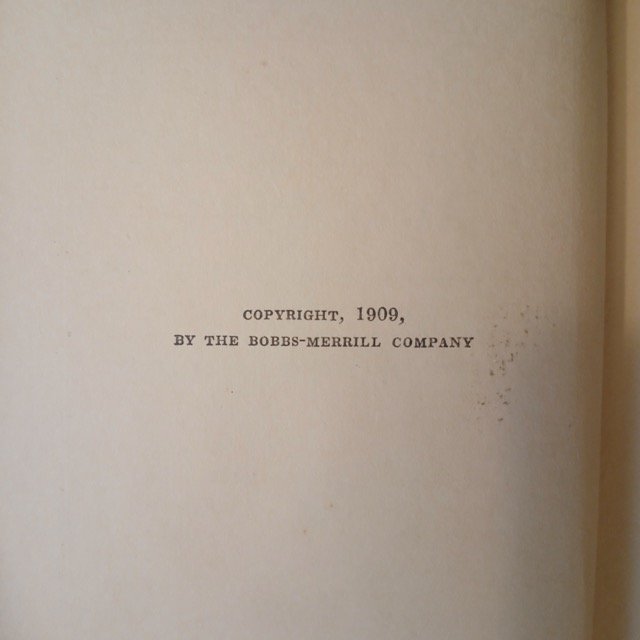 COPYRIGHT, 1909,
BY THE BOBBS-MERRILL COMPANY